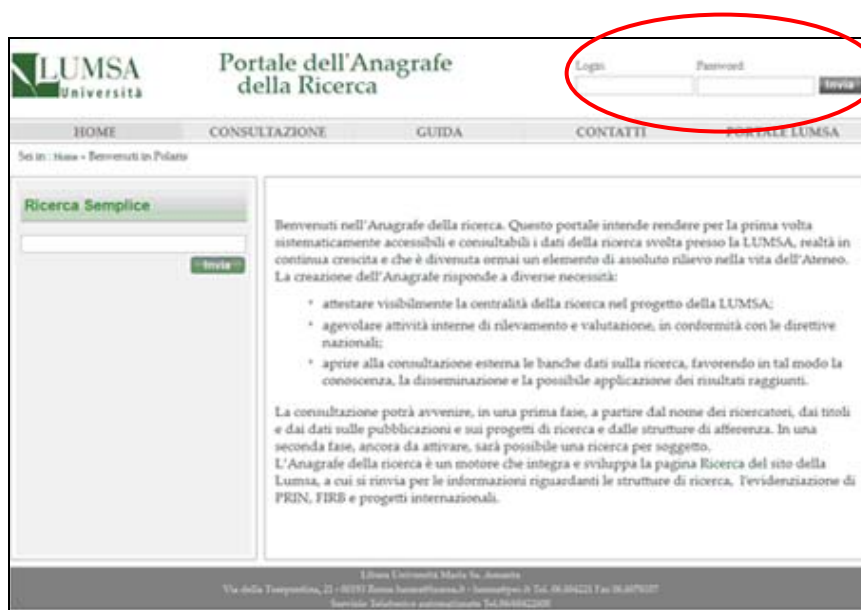 LUMSA
Università
Portale dell'Anagrafe
della Ricerca
Login
Password
Invia
HOME CONSULTAZIONE GUIDA CONTATTI PORTALE LUMSA
Sei in : Home » Benvenuti in Polaris
Ricerca Semplice
Invia
Benvenuti nell'Anagrafe della ricerca. Questo portale intende rendere per la prima volta
sistematicamente accessibili e consultabili i dati della ricerca svolta presso la LUMSA, realtà in
continua crescita e che è divenuta ormai un elemento di assoluto rilievo nella vita dell'Ateneo.
La creazione dell'Anagrafe risponde a diverse necessità:
• attestare visibilmente la centralità della ricerca nel progetto della LUMSA;
• agevolare attività interne di rilevamento e valutazione, in conformità con le direttive
nazionali;
• aprire alla consultazione esterna le banche dati sulla ricerca, favorendo in tal modo la
conoscenza, la disseminazione e la possibile applicazione dei risultati raggiunti.
La consultazione potrà avvenire, in una prima fase, a partire dal nome dei ricercatori, dai titoli
e dai dati sulle pubblicazioni e sui progetti di ricerca e dalle strutture di afferenza. In una
seconda fase, ancora da attivare, sarà possibile una ricerca per soggetto.
L'Anagrafe della ricerca è un motore che integra e sviluppa la pagina Ricerca del sito della
Lumsa, a cui si rinvia per le informazioni riguardanti le strutture di ricerca, l'evidenziazione di
PRIN, FIRB e progetti internazionali.
Libera Università Maria Ss. Assunta
Via della Traspontina, 21 - 00193 Roma
Servizio Telefonico automatizzato